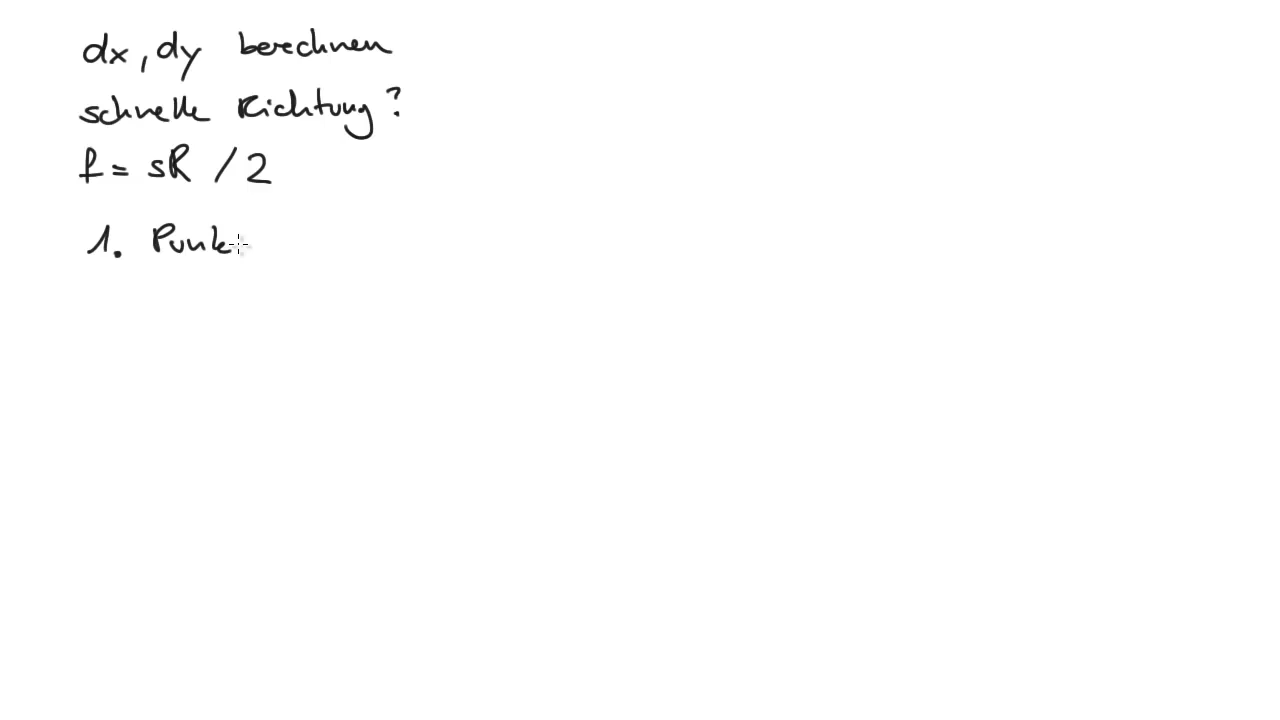 dx, dy berechnen
schnelle Richtung?
f = sR / 2
1. Punk